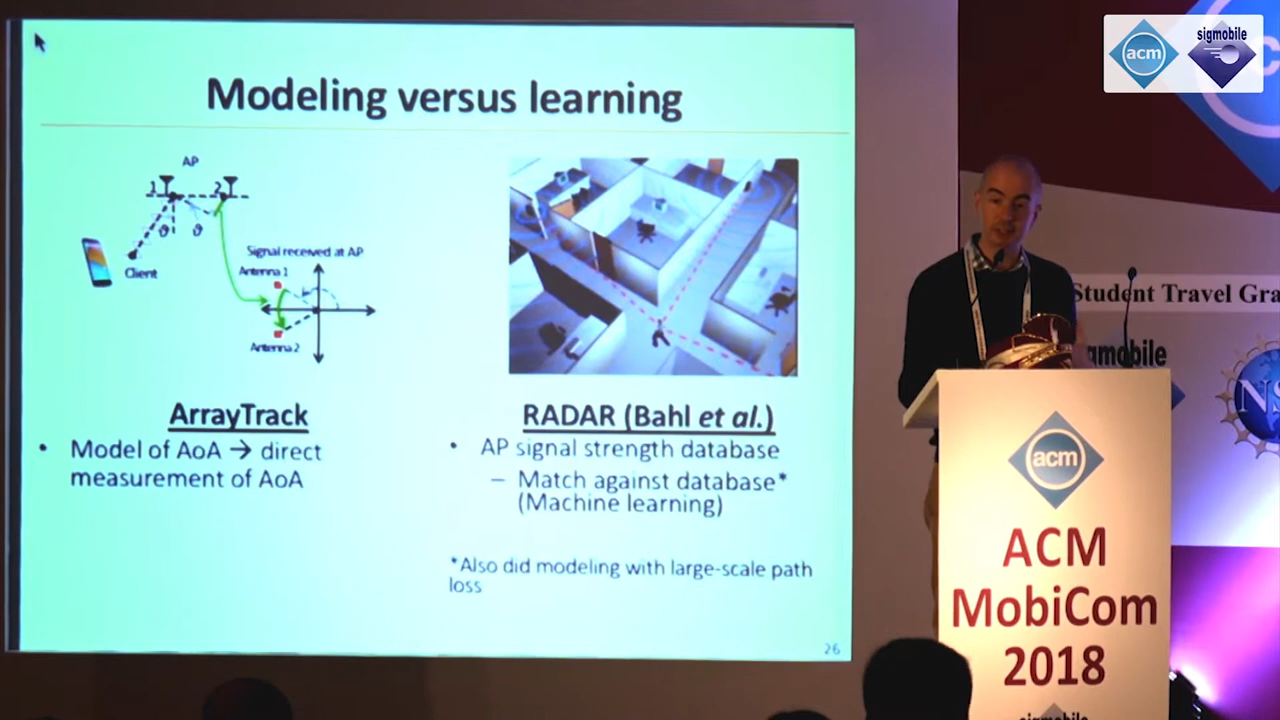 Modeling versus learning
AP
1
2
θ
θ
Client
Signal received at AP
Antenna 1
Antenna 2
ArrayTrack
• Model of AoA → direct
measurement of AoA
RADAR (Bahl et al.)
• AP signal strength database
– Match against database*
(Machine learning)
*Also did modeling with large-scale path
loss
26
acm
sigmobile
Student Travel Gra
gmobile
NS
acm
ACM
MobiCom
2018
sigmobile